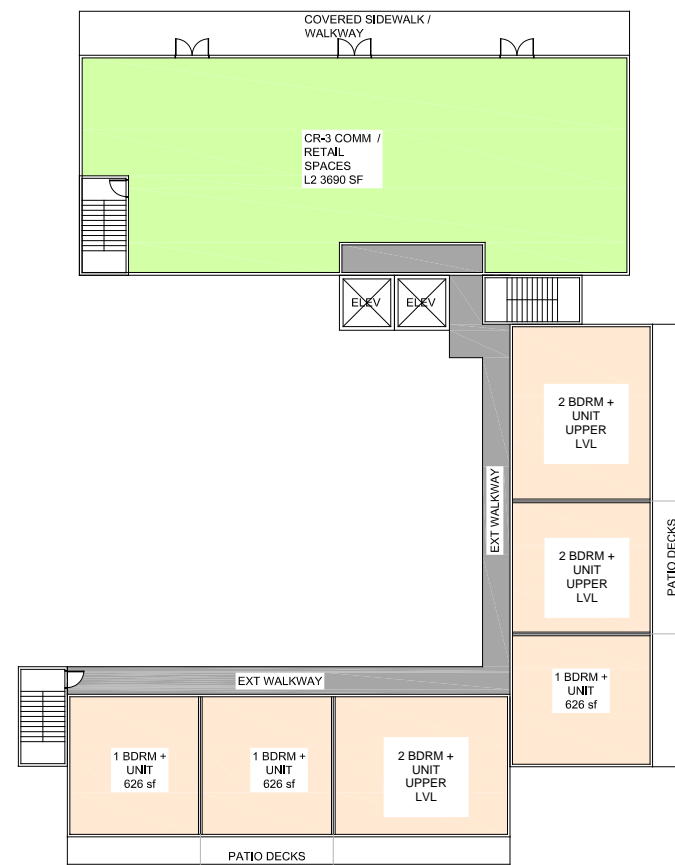 COVERED SIDEWALK /
WALKWAY
CR-3 COMM /
RETAIL
SPACES
L2 3690 SF
ELEV
ELEV
2 BDRM +
UNIT
UPPER
LVL
EXT WALKWAY
2 BDRM +
UNIT
UPPER
LVL
PATIO DECKS
1 BDRM +
UNIT
626 sf
EXT WALKWAY
1 BDRM +
UNIT
626 sf
1 BDRM +
UNIT
626 sf
2 BDRM +
UNIT
UPPER
LVL
PATIO DECKS